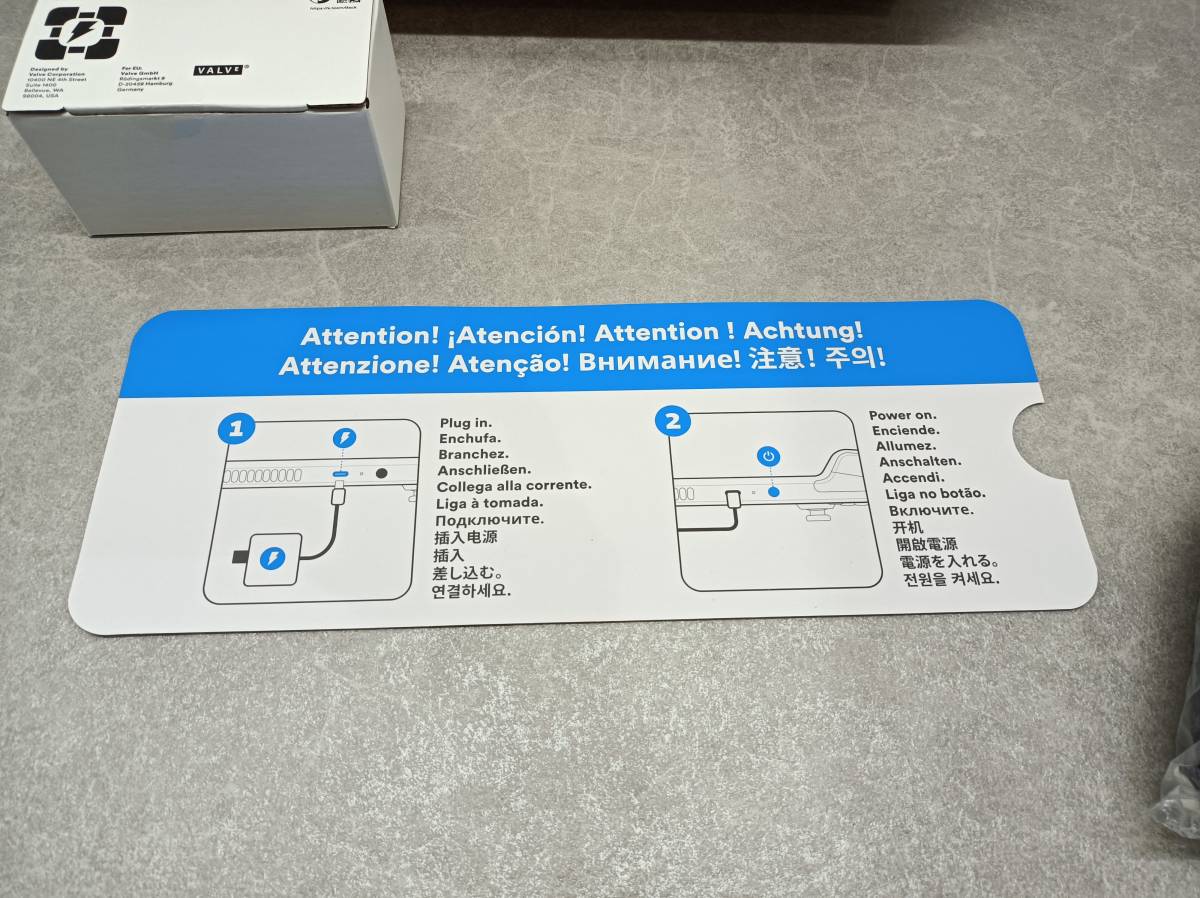 Designed by
Valve Corporation
10400 NE 4th Street
Suite 1400
Bellevue, WA
98004, USA
For EU:
Valve GmbH
Rödingsmarkt 9
D-20459 Hamburg
Germany
VALVE®
Attention! ¡Atención! Attention ! Achtung!
Attenzione! Atenção! Внимание! 注意! 주의!
1
Plug in.
Enchufa.
Branchez.
Anschließen.
Collega alla corrente.
Liga à tomada.
Подключите.
插入电源
插入
差し込む。
연결하세요.
2
Power on.
Enciende.
Allumez.
Anschalten.
Accendi.
Liga no botão.
Включите.
开机
開啟電源
電源を入れる。
전원을 켜세요.